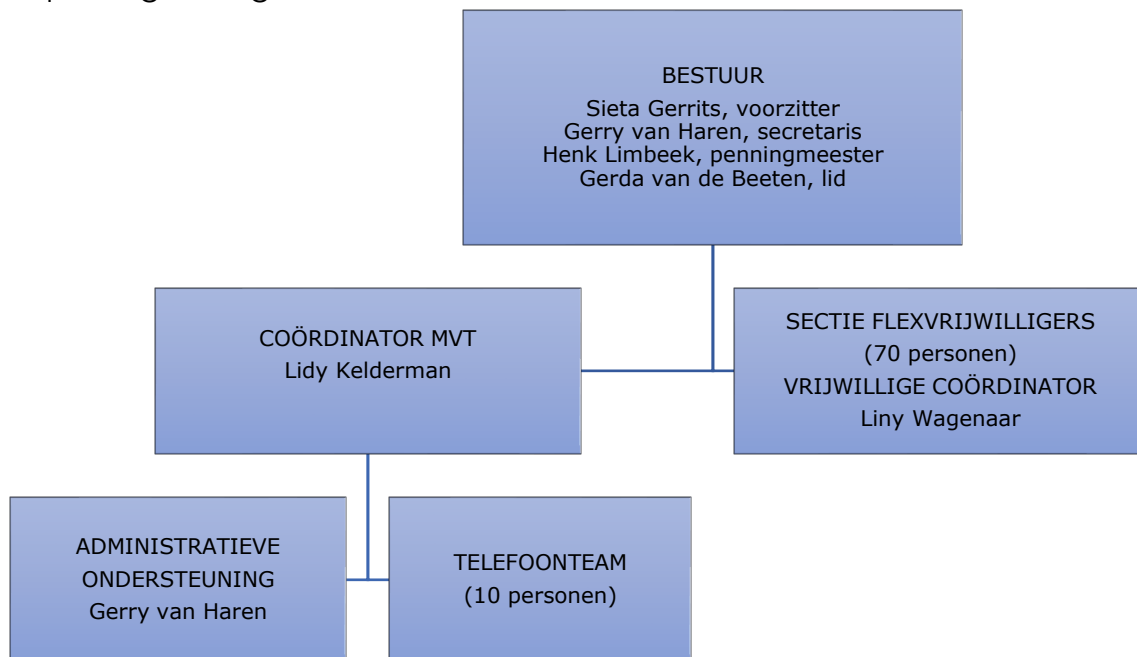 BESTUUR
Sieta Gerrits, voorzitter
Gerry van Haren, secretaris
Henk Limbeek, penningmeester
Gerda van de Beeten, lid
COÖRDINATOR MVT
Lidy Kelderman
SECTIE FLEXVRIJWILLIGERS
(70 personen)
VRIJWILLIGE COÖRDINATOR
Liny Wagenaar
ADMINISTRATIEVE
ONDERSTEUNING
Gerry van Haren
TELEFOONTEAM
(10 personen)